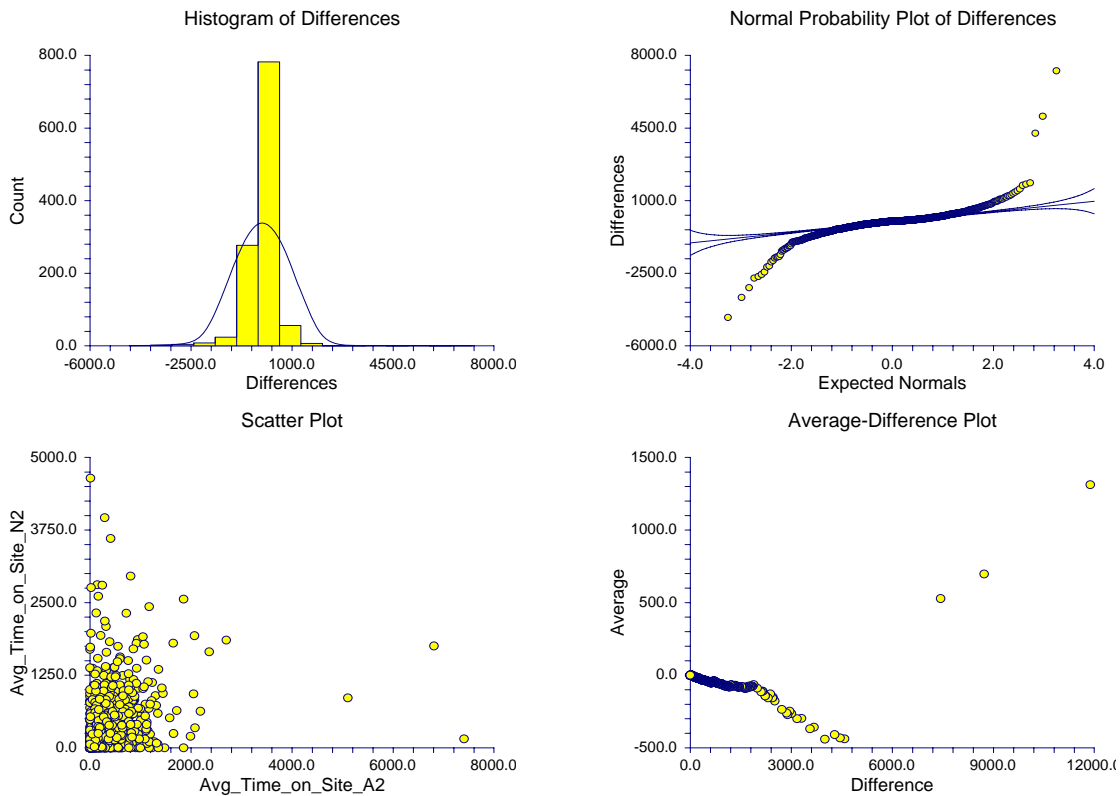 Histogram of Differences
800.0
600.0
400.0
200.0
0.0
Count
-6000.0 -2500.0 1000.0 4500.0 8000.0
Differences
Normal Probability Plot of Differences
8000.0
4500.0
1000.0
-2500.0
-6000.0
Differences
-4.0 -2.0 0.0 2.0 4.0
Expected Normals
Scatter Plot
5000.0
3750.0
2500.0
1250.0
0.0
Avg_Time_on_Site_N2
0.0 2000.0 4000.0 6000.0 8000.0
Avg_Time_on_Site_A2
Average-Difference Plot
1500.0
1000.0
500.0
0.0
-500.0
Average
0.0 3000.0 6000.0 9000.0 12000.0
Difference